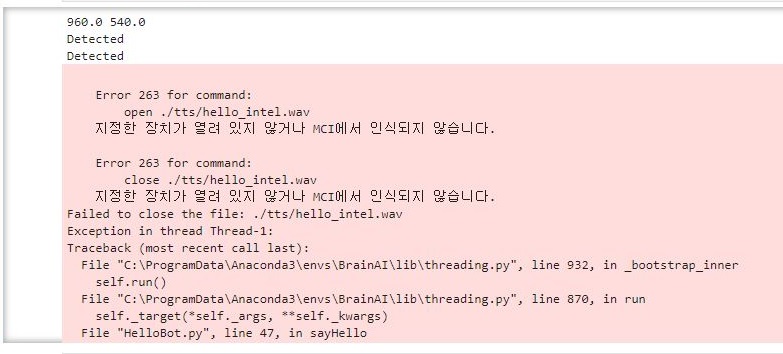 960.0 540.0
Detected
Detected
Error 263 for command:
open ./tts/hello_intel.wav
지정한 장치가 열려 있지 않거나 MCI에서 인식되지 않습니다.
Error 263 for command:
close ./tts/hello_intel.wav
지정한 장치가 열려 있지 않거나 MCI에서 인식되지 않습니다.
Failed to close the file: ./tts/hello_intel.wav
Exception in thread Thread-1:
Traceback (most recent call last):
File "C:\ProgramData\Anaconda3\envs\BrainAI\lib\threading.py", line 932, in _bootstrap_inner
self.run()
File "C:\ProgramData\Anaconda3\envs\BrainAI\lib\threading.py", line 870, in run
self._target(*self._args, **self._kwargs)
File "HelloBot.py", line 47, in sayHello